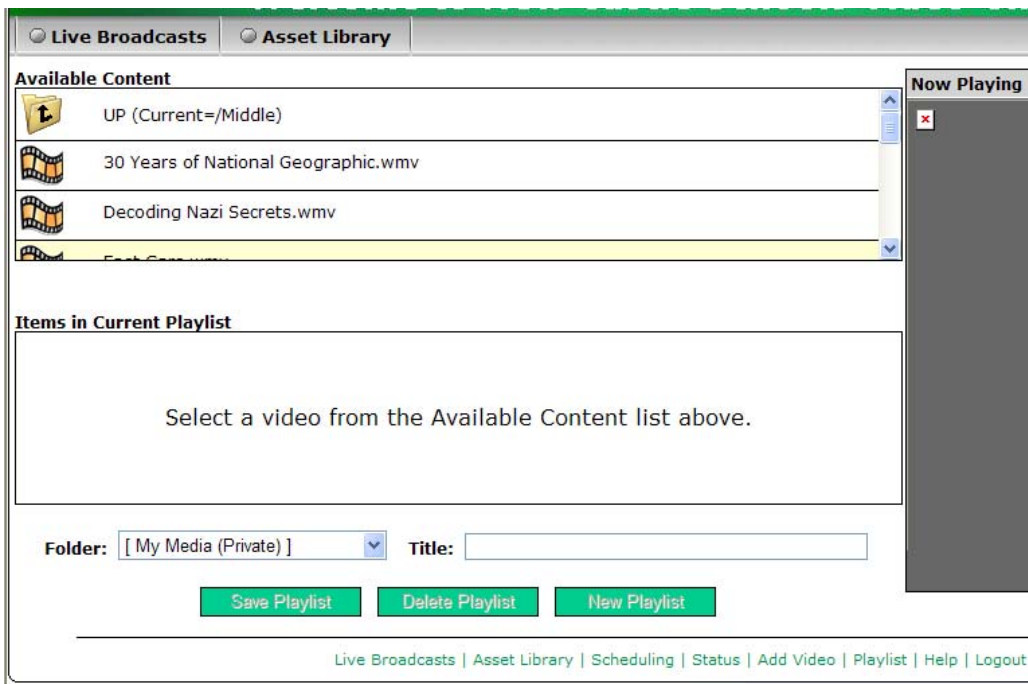 Live Broadcasts Asset Library
Available Content
Now Playing
UP (Current=/Middle)
30 Years of National Geographic.wmv
Decoding Nazi Secrets.wmv
Items in Current Playlist
Select a video from the Available Content list above.
Folder: [ My Media (Private) ] Title:
Save Playlist Delete Playlist New Playlist
Live Broadcasts | Asset Library | Scheduling | Status | Add Video | Playlist | Help | Logout